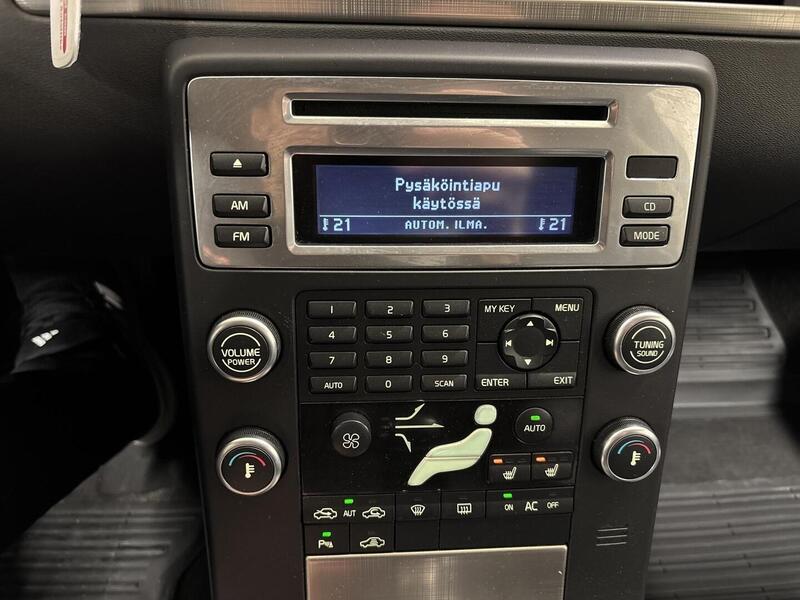 Pysäköintiapu
käytössä
21 AUTOM. ILMA. 21
AM
FM
CD
MODE
1 2 3
4 5 6
7 8 9
AUTO 0 SCAN
MY KEY MENU
ENTER EXIT
VOLUME
POWER
TUNING
SOUND
AUTO
AUT
ON AC OFF
P